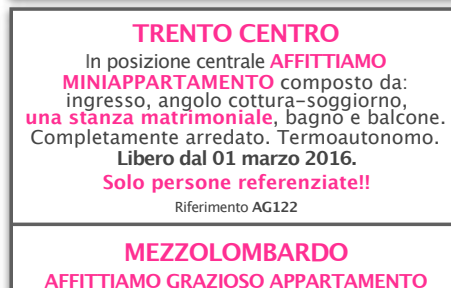 TRENTO CENTRO
In posizione centrale AFFITTIAMO
MINIAPPARTAMENTO composto da:
ingresso, angolo cottura-soggiorno,
una stanza matrimoniale, bagno e balcone.
Completamente arredato. Termoautonomo.
Libero dal 01 marzo 2016.
Solo persone referenziate!!
Riferimento AG122
MEZZOLOMBARDO
AFFITTIAMO GRAZIOSO APPARTAMENTO